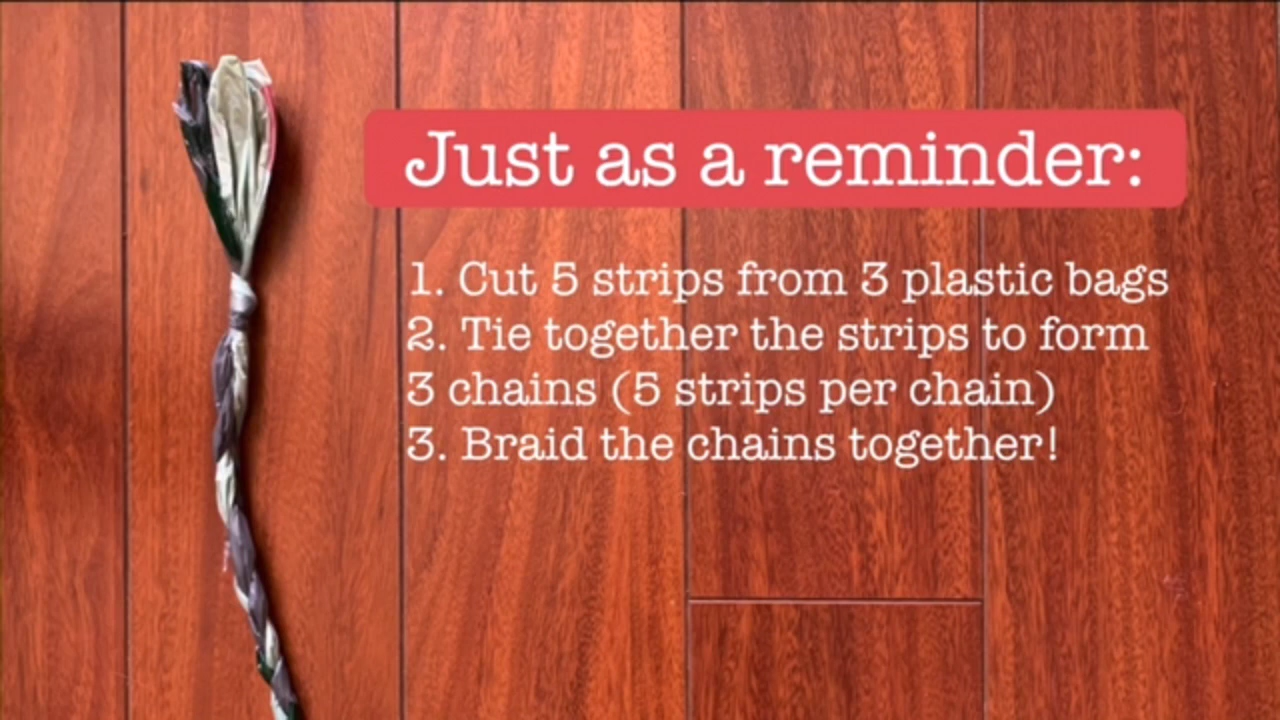 Just as a reminder:
1. Cut 5 strips from 3 plastic bags
2. Tie together the strips to form
3 chains (5 strips per chain)
3. Braid the chains together!